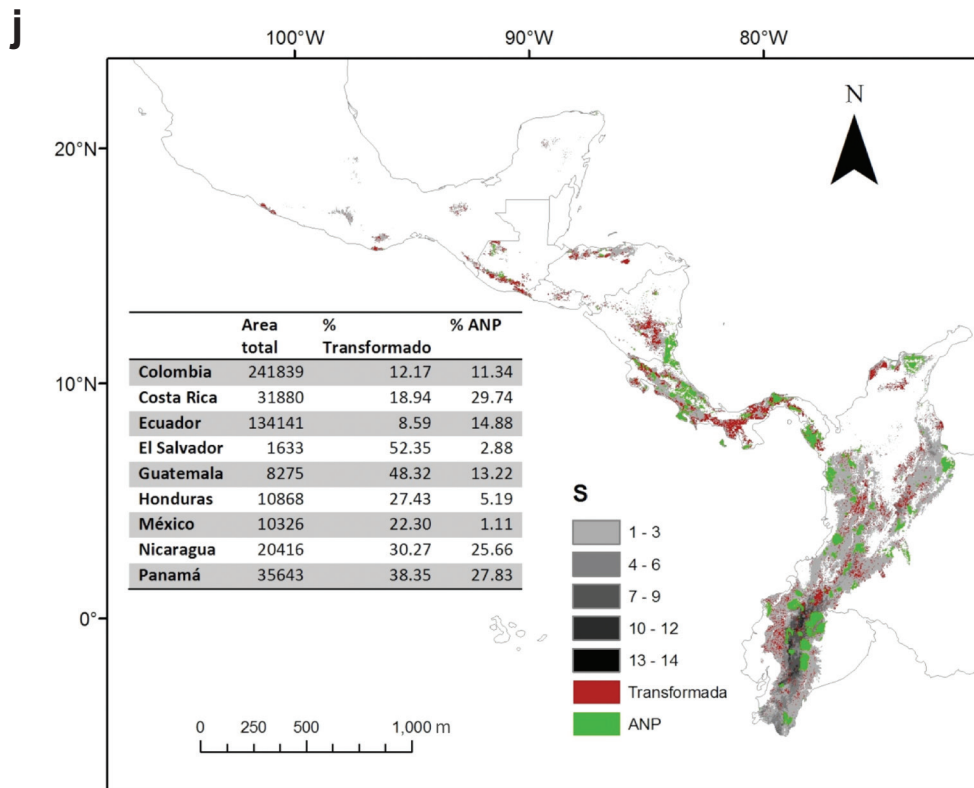 j
100°W 90°W 80°W
N
20°N
10°N
0°
Area total % Transformado % ANP
Colombia 241839 12.17 11.34
Costa Rica 31880 18.94 29.74
Ecuador 134141 8.59 14.88
El Salvador 1633 52.35 2.88
Guatemala 8275 48.32 13.22
Honduras 10868 27.43 5.19
México 10326 22.30 1.11
Nicaragua 20416 30.27 25.66
Panamá 35643 38.35 27.83
S
1 - 3
4 - 6
7 - 9
10 - 12
13 - 14
Transformada
ANP
0 250 500 1,000 m